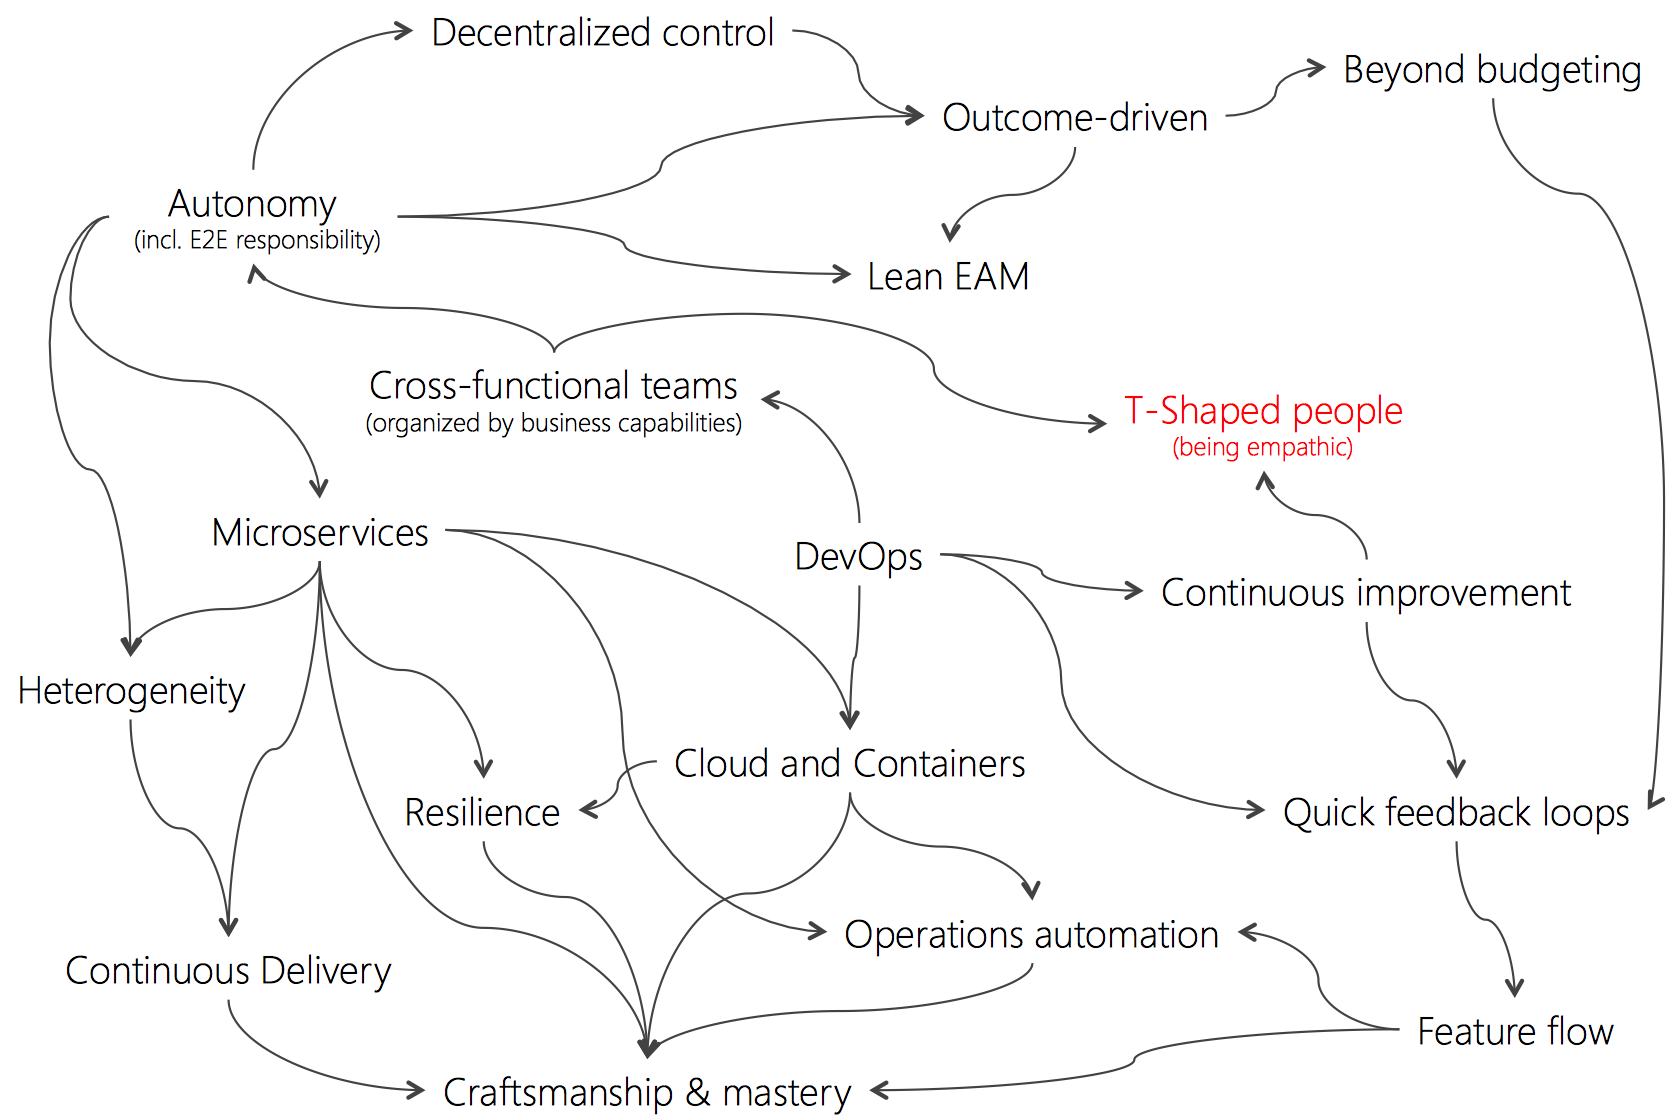 Decentralized control
Beyond budgeting
Outcome-driven
Autonomy
(incl. E2E responsibility)
Lean EAM
Cross-functional teams
(organized by business capabilities)
T-Shaped people
(being empathic)
Microservices
DevOps
Continuous improvement
Heterogeneity
Cloud and Containers
Resilience
Quick feedback loops
Operations automation
Continuous Delivery
Feature flow
Craftsmanship & mastery